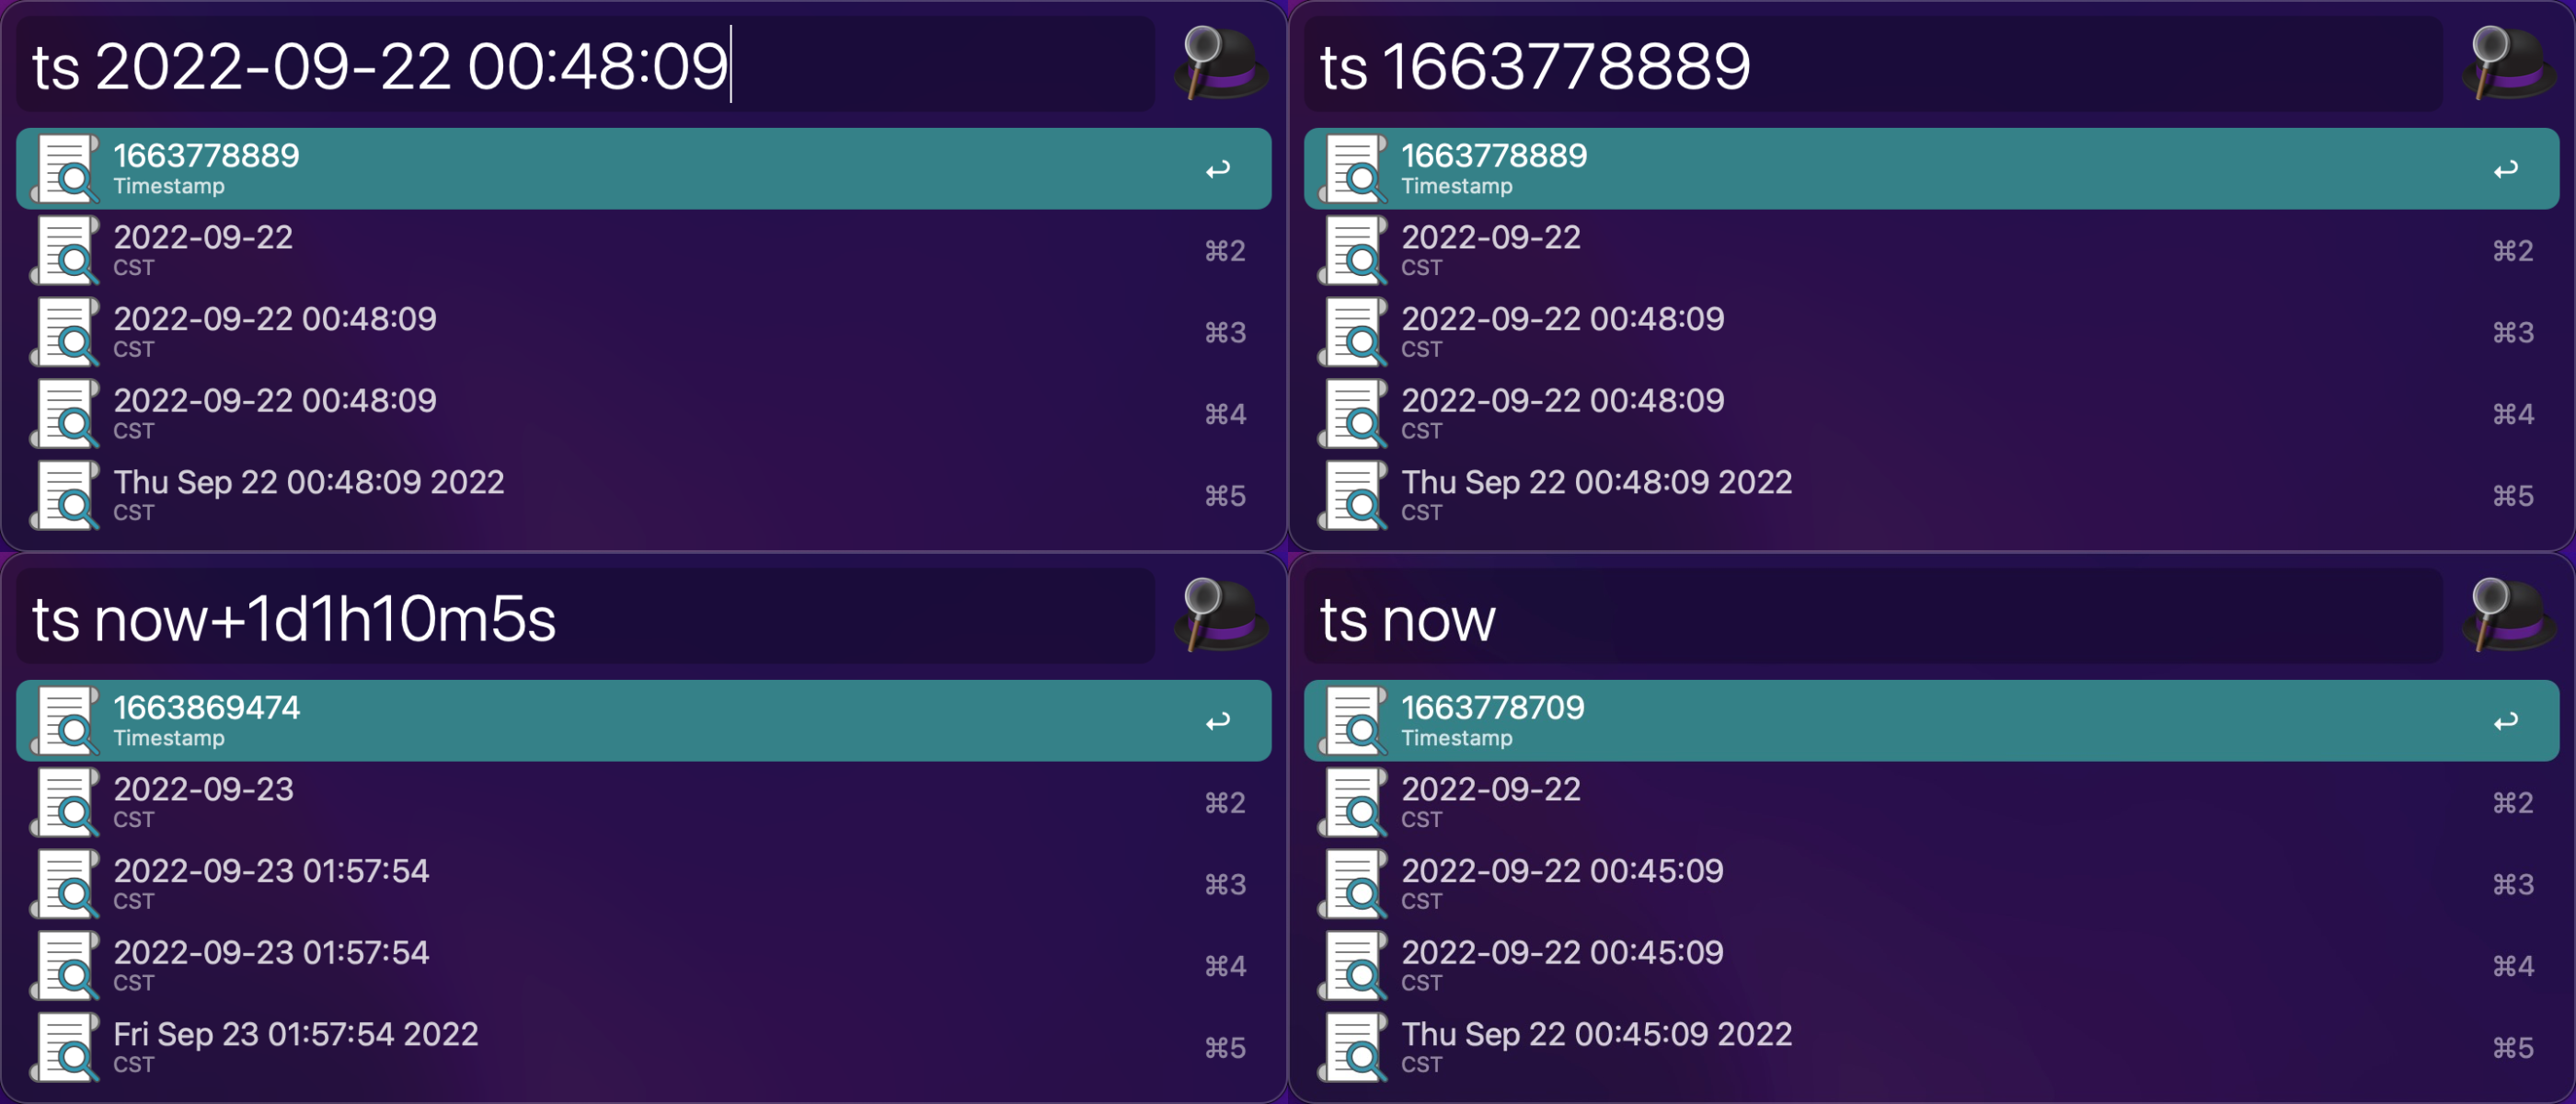 ts 2022-09-22 00:48:09
1663778889
Timestamp
2022-09-22
CST
⌘2
2022-09-22 00:48:09
CST
⌘3
2022-09-22 00:48:09
CST
⌘4
Thu Sep 22 00:48:09 2022
CST
⌘5
ts 1663778889
1663778889
Timestamp
2022-09-22
CST
⌘2
2022-09-22 00:48:09
CST
⌘3
2022-09-22 00:48:09
CST
⌘4
Thu Sep 22 00:48:09 2022
CST
⌘5
ts now+1d1h10m5s
1663869474
Timestamp
2022-09-23
CST
⌘2
2022-09-23 01:57:54
CST
⌘3
2022-09-23 01:57:54
CST
⌘4
Fri Sep 23 01:57:54 2022
CST
⌘5
ts now
1663778709
Timestamp
2022-09-22
CST
⌘2
2022-09-22 00:45:09
CST
⌘3
2022-09-22 00:45:09
CST
⌘4
Thu Sep 22 00:45:09 2022
CST
⌘5